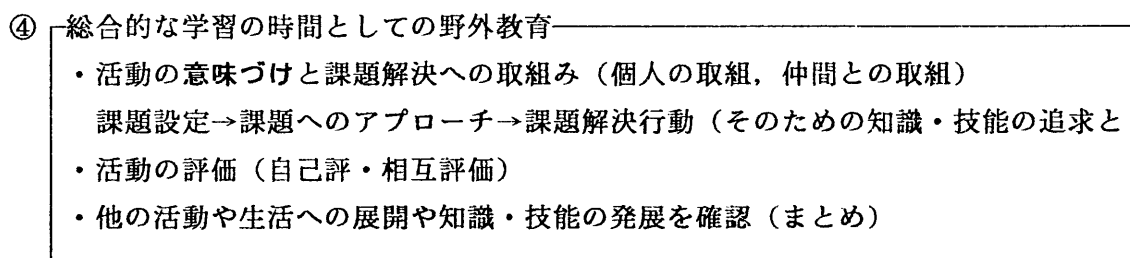 ④ 総合的な学習の時間としての野外教育
・活動の意味づけと課題解決への取組み（個人の取組，仲間との取組）
課題設定→課題へのアプローチ→課題解決行動（そのための知識・技能の追求と
・活動の評価（自己評・相互評価）
・他の活動や生活への展開や知識・技能の発展を確認（まとめ）